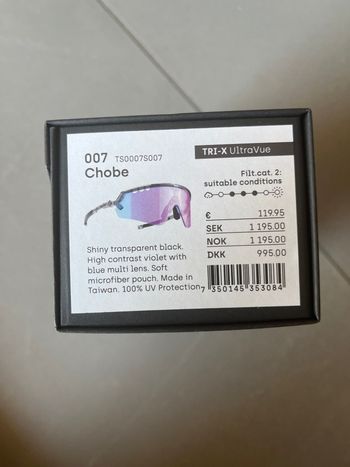 007 TS0007S007
Chobe
TRI-X UltraVue
Filt.cat. 2:
suitable conditions
€ 119.95
SEK 1 195.00
NOK 1 195.00
DKK 995.00
Shiny transparent black.
High contrast violet with
blue multi lens. Soft
microfiber pouch. Made in
Taiwan. 100% UV Protection
7 350145 353084